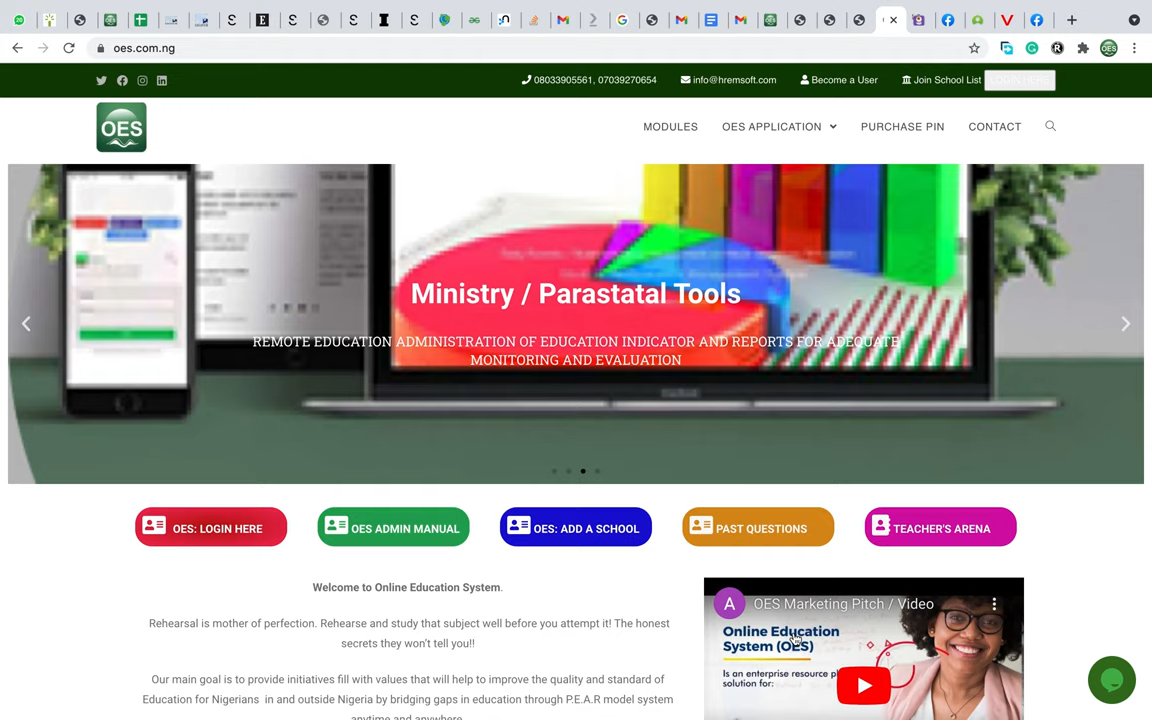 oes.com.ng
08033905561, 07039270654
info@hremsoft.com
Become a User
Join School List
LOGIN HERE
OES
MODULES
OES APPLICATION
PURCHASE PIN
CONTACT
Ministry / Parastatal Tools
REMOTE EDUCATION ADMINISTRATION OF EDUCATION INDICATOR AND REPORTS FOR ADEQUATE
MONITORING AND EVALUATION
OES: LOGIN HERE
OES ADMIN MANUAL
OES: ADD A SCHOOL
PAST QUESTIONS
TEACHER'S ARENA
Welcome to Online Education System.
Rehearsal is mother of perfection. Rehearse and study that subject well before you attempt it! The honest
secrets they won't tell you!!
Our main goal is to provide initiatives fill with values that will help to improve the quality and standard of
Education for Nigerians in and outside Nigeria by bridging gaps in education through P.E.A.R model system
anytime and anywhere
A
OES Marketing Pitch / Video
Online Education
System (OES)
Is an enterprise resource pl
solution for: